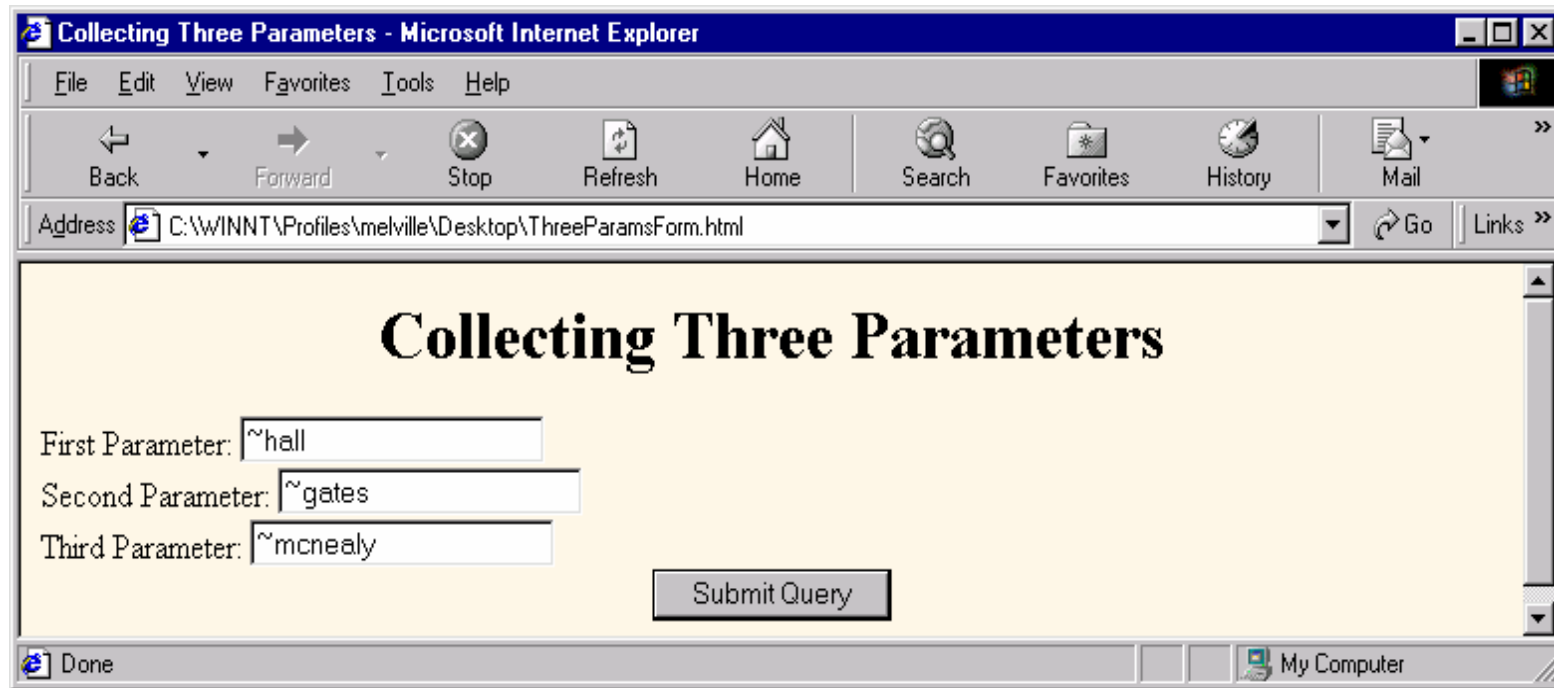 Collecting Three Parameters - Microsoft Internet Explorer
File Edit View Favorites Tools Help
Back Forward Stop Refresh Home Search Favorites History Mail »
Address C:\WINNT\Profiles\melville\Desktop\ThreeParamsForm.html Go Links »
Collecting Three Parameters
First Parameter: ~hall
Second Parameter: ~gates
Third Parameter: ~mcnealy
Submit Query
Done My Computer